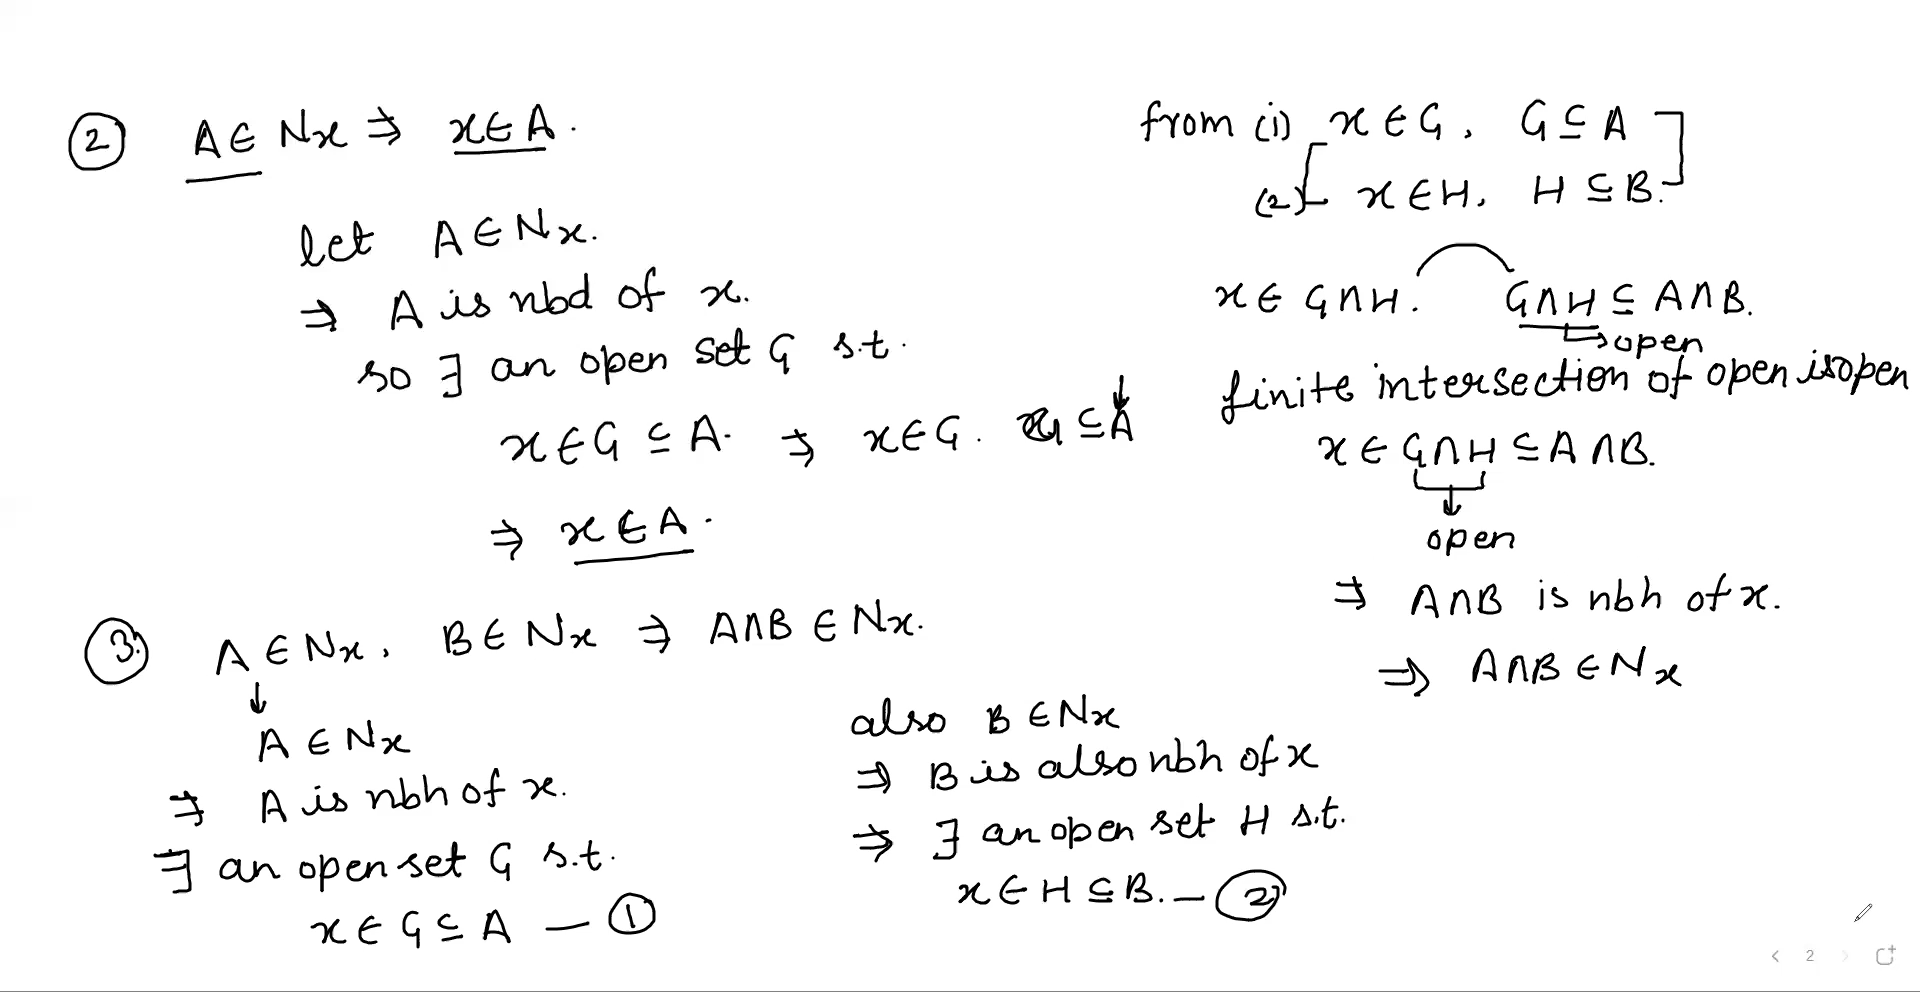 ② A ∈ Nx ⇒ x ∈ A.
let A ∈ Nx.
⇒ A is nbd of x.
so ∃ an open set G s.t.
x ∈ G ⊆ A. ⇒ x ∈ G. ⊆ A
⇒ x ∈ A.
③ A ∈ Nx, B ∈ Nx ⇒ A∩B ∈ Nx.
↓
A ∈ Nx
⇒ A is nbh of x.
∃ an open set G s.t.
x ∈ G ⊆ A — ①
also B ∈ Nx
⇒ B is also nbh of x
⇒ ∃ an open set H s.t.
x ∈ H ⊆ B. — ②
from (1) x ∈ G, G ⊆ A
(2) x ∈ H, H ⊆ B.
x ∈ G∩H. G∩H ⊆ A∩B.
open
finite intersection of open is open
x ∈ G∩H ⊆ A∩B.
↓
open
⇒ A∩B is nbh of x.
⇒ A∩B ∈ Nx
< 2 >